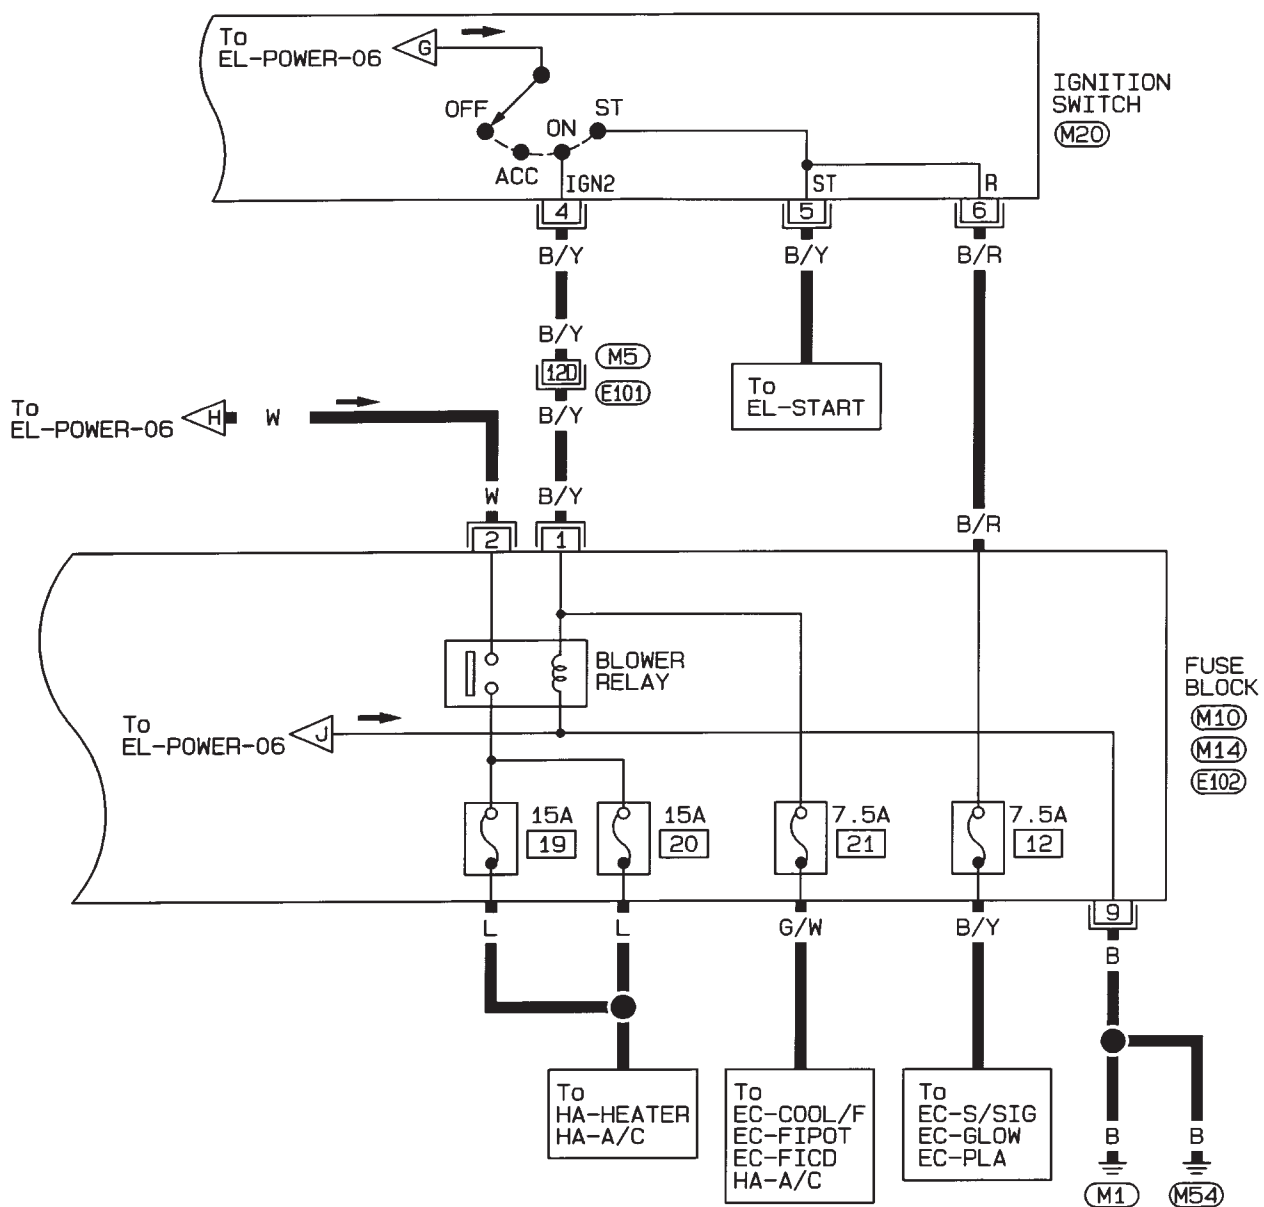 To
EL-POWER-06
G
OFF
ST
ON
ACC
IGN2
ST
R
IGNITION
SWITCH
M20
4
5
6
B/Y
B/Y
B/R
B/Y
M5
12D
E101
B/Y
To
EL-START
To
EL-POWER-06
H
W
W
B/Y
B/R
2
1
BLOWER
RELAY
FUSE
BLOCK
M10
M14
E102
To
EL-POWER-06
J
15A
19
15A
20
7.5A
21
7.5A
12
9
L
L
G/W
B/Y
B
To
HA-HEATER
HA-A/C
To
EC-COOL/F
EC-FIPOT
EC-FICD
HA-A/C
To
EC-S/SIG
EC-GLOW
EC-PLA
B
B
M1
M54